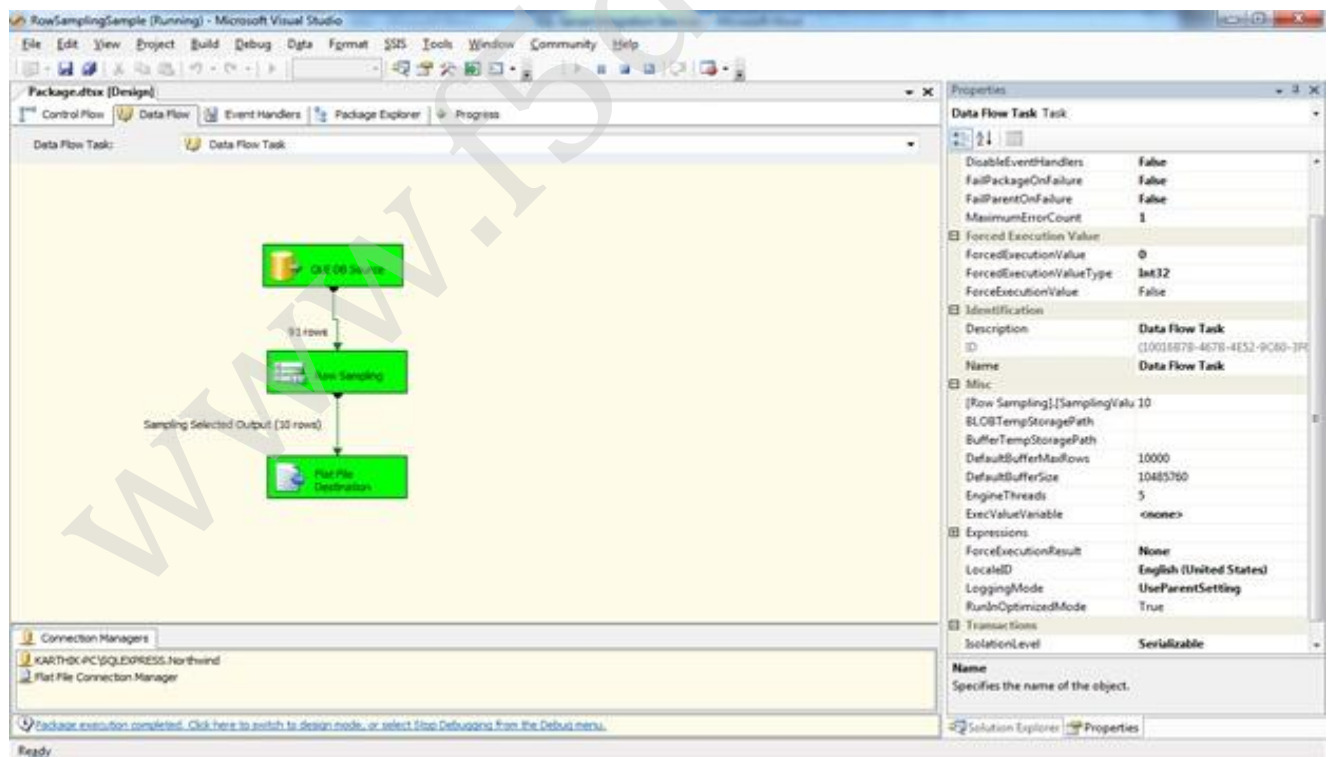 RowSamplingSample (Running) - Microsoft Visual Studio
File Edit View Project Build Debug Data Format SSIS Tools Window Community Help
Package.dtsx [Design]
Control Flow Data Flow Event Handlers Package Explorer Progress
Data Flow Task: Data Flow Task
OLE DB Source
91 rows
Row Sampling
Sampling Selected Output (10 rows)
Flat File
Destination
Connection Managers
KARTHIK-PC\SQLEXPRESS.Northwind
Flat File Connection Manager
Package execution completed. Click here to switch to design mode, or select Stop Debugging from the Debug menu.
Ready
Properties
Data Flow Task Task
DisableEventHandlers False
FailPackageOnFailure False
FailParentOnFailure False
MaximumErrorCount 1
Forced Execution Value
ForcedExecutionValue 0
ForcedExecutionValueType Int32
ForceExecutionValue False
Identification
Description Data Flow Task
ID
Name Data Flow Task
Misc
[Row Sampling].[SamplingValu 10
BLOBTempStoragePath
BufferTempStoragePath
DefaultBufferMaxRows 10000
DefaultBufferSize 10485760
EngineThreads 5
ExecValueVariable <none>
Expressions
ForceExecutionResult None
LocaleID English (United States)
LoggingMode UseParentSetting
RunInOptimizedMode True
Transactions
IsolationLevel Serializable
Name
Specifies the name of the object.
Solution Explorer Properties
www.f5d